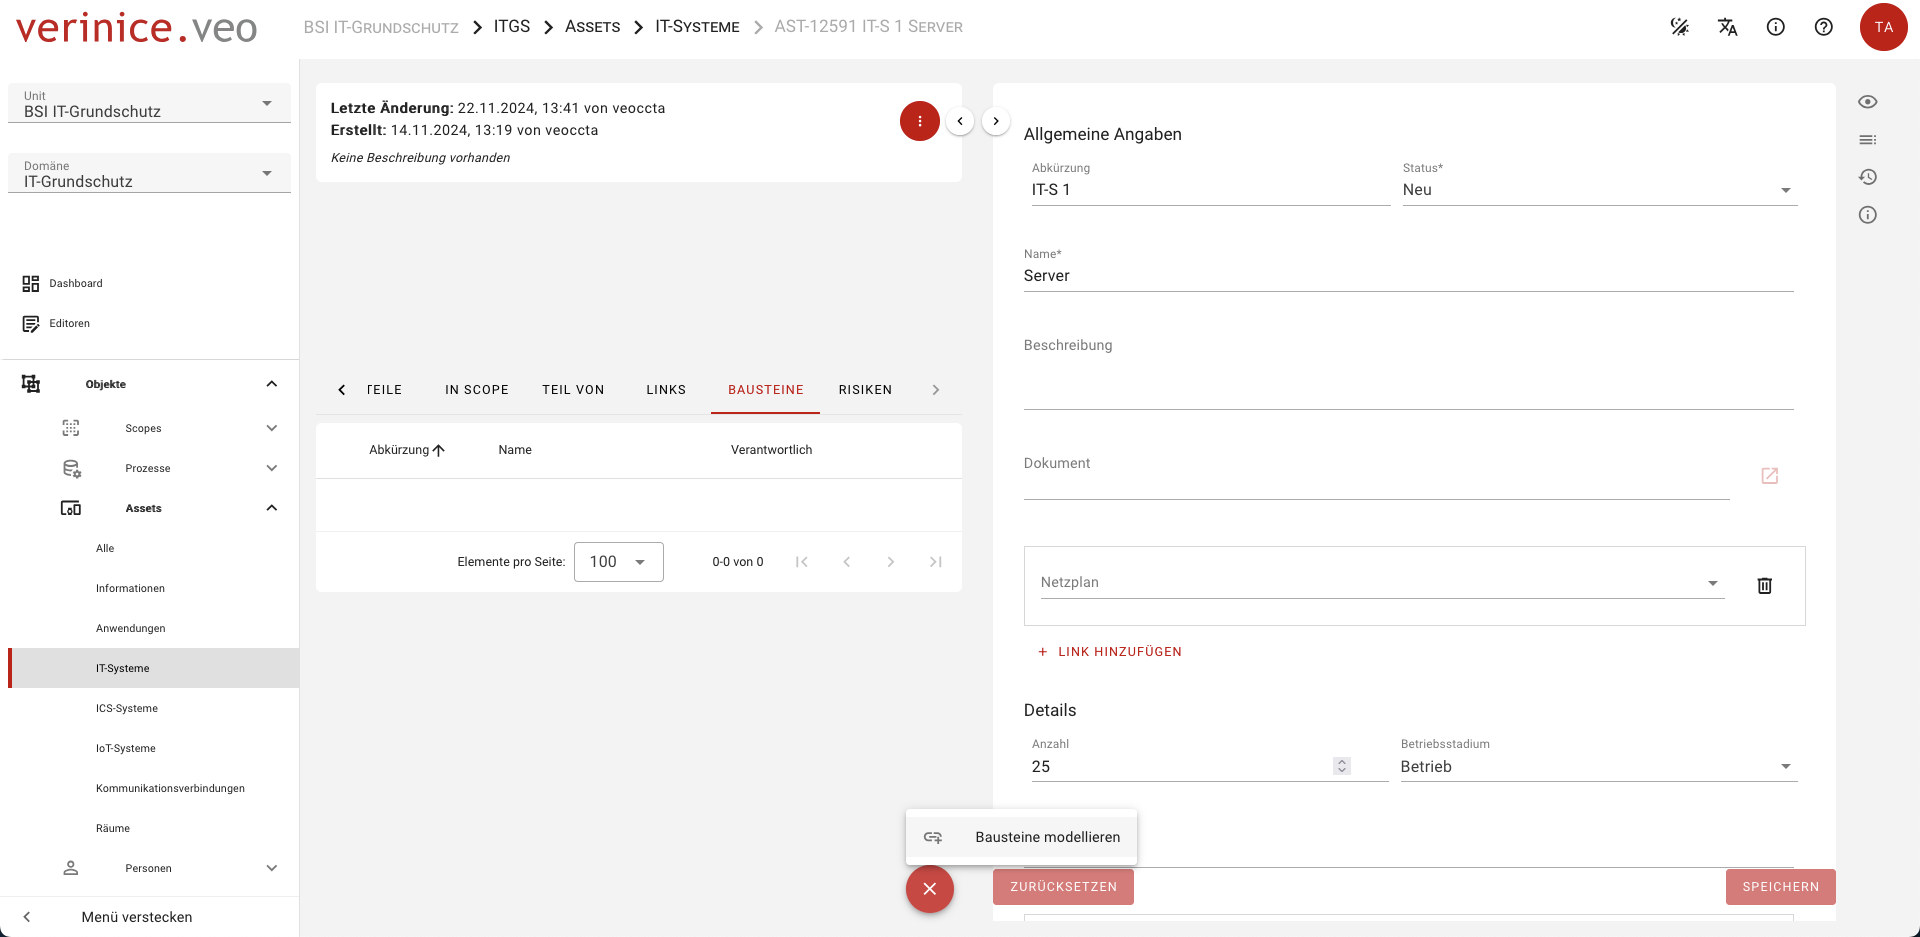 verinice.veo
BSI IT-Grundschutz ITGS Assets IT-Systeme AST-12591 IT-S 1 Server
TA
Unit
BSI IT-Grundschutz
Domäne
IT-Grundschutz
Dashboard
Editoren
Objekte
Scopes
Prozesse
Assets
Alle
Informationen
Anwendungen
IT-Systeme
ICS-Systeme
IoT-Systeme
Kommunikationsverbindungen
Räume
Personen
Menü verstecken
Letzte Änderung: 22.11.2024, 13:41 von veoccta
Erstellt: 14.11.2024, 13:19 von veoccta
Keine Beschreibung vorhanden
TEILE IN SCOPE TEIL VON LINKS BAUSTEINE RISIKEN
Abkürzung Name Verantwortlich
Elemente pro Seite: 100 0-0 von 0
Bausteine modellieren
Allgemeine Angaben
Abkürzung Status*
IT-S 1 Neu
Name*
Server
Beschreibung
Dokument
Netzplan
+ LINK HINZUFÜGEN
Details
Anzahl Betriebsstadium
25 Betrieb
ZURÜCKSETZEN SPEICHERN